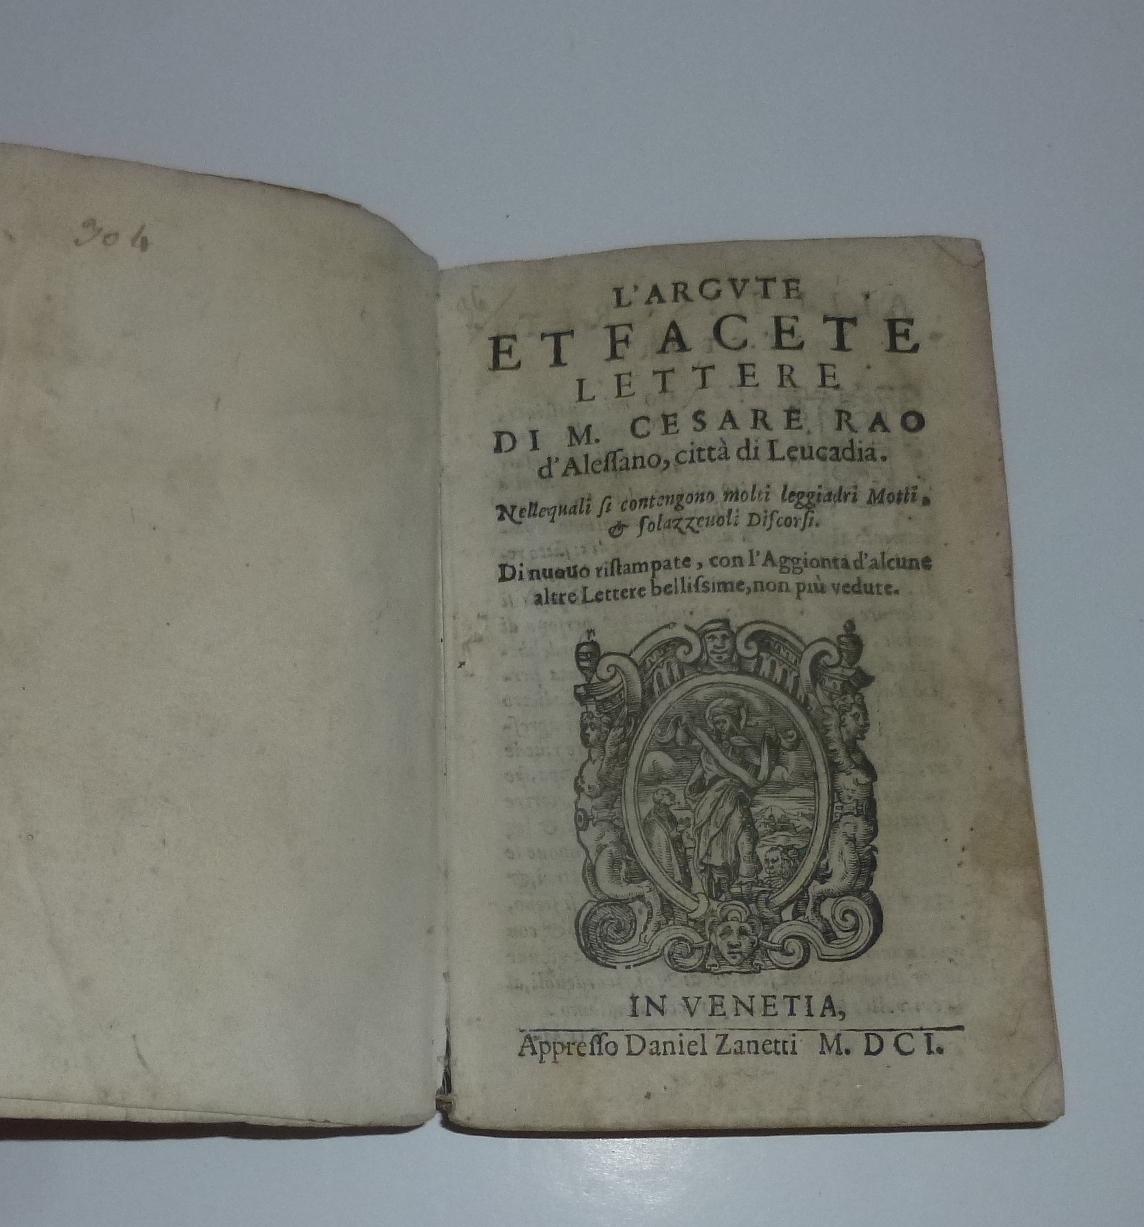 304
L'ARGVTE
ET FACETE
LETTERE
DI M. CESARE RAO
d'Aleſſano, città di Leucadia.
Nellequali ſi contengono molti leggiadri Motti,
& ſolazzeuoli Diſcorſi.
Di nuouo riſtampate, con l'Aggionta d'alcune
altre Lettere belliſsime, non più vedute.
IN VENETIA,
Appreſſo Daniel Zanetti M. DCI.